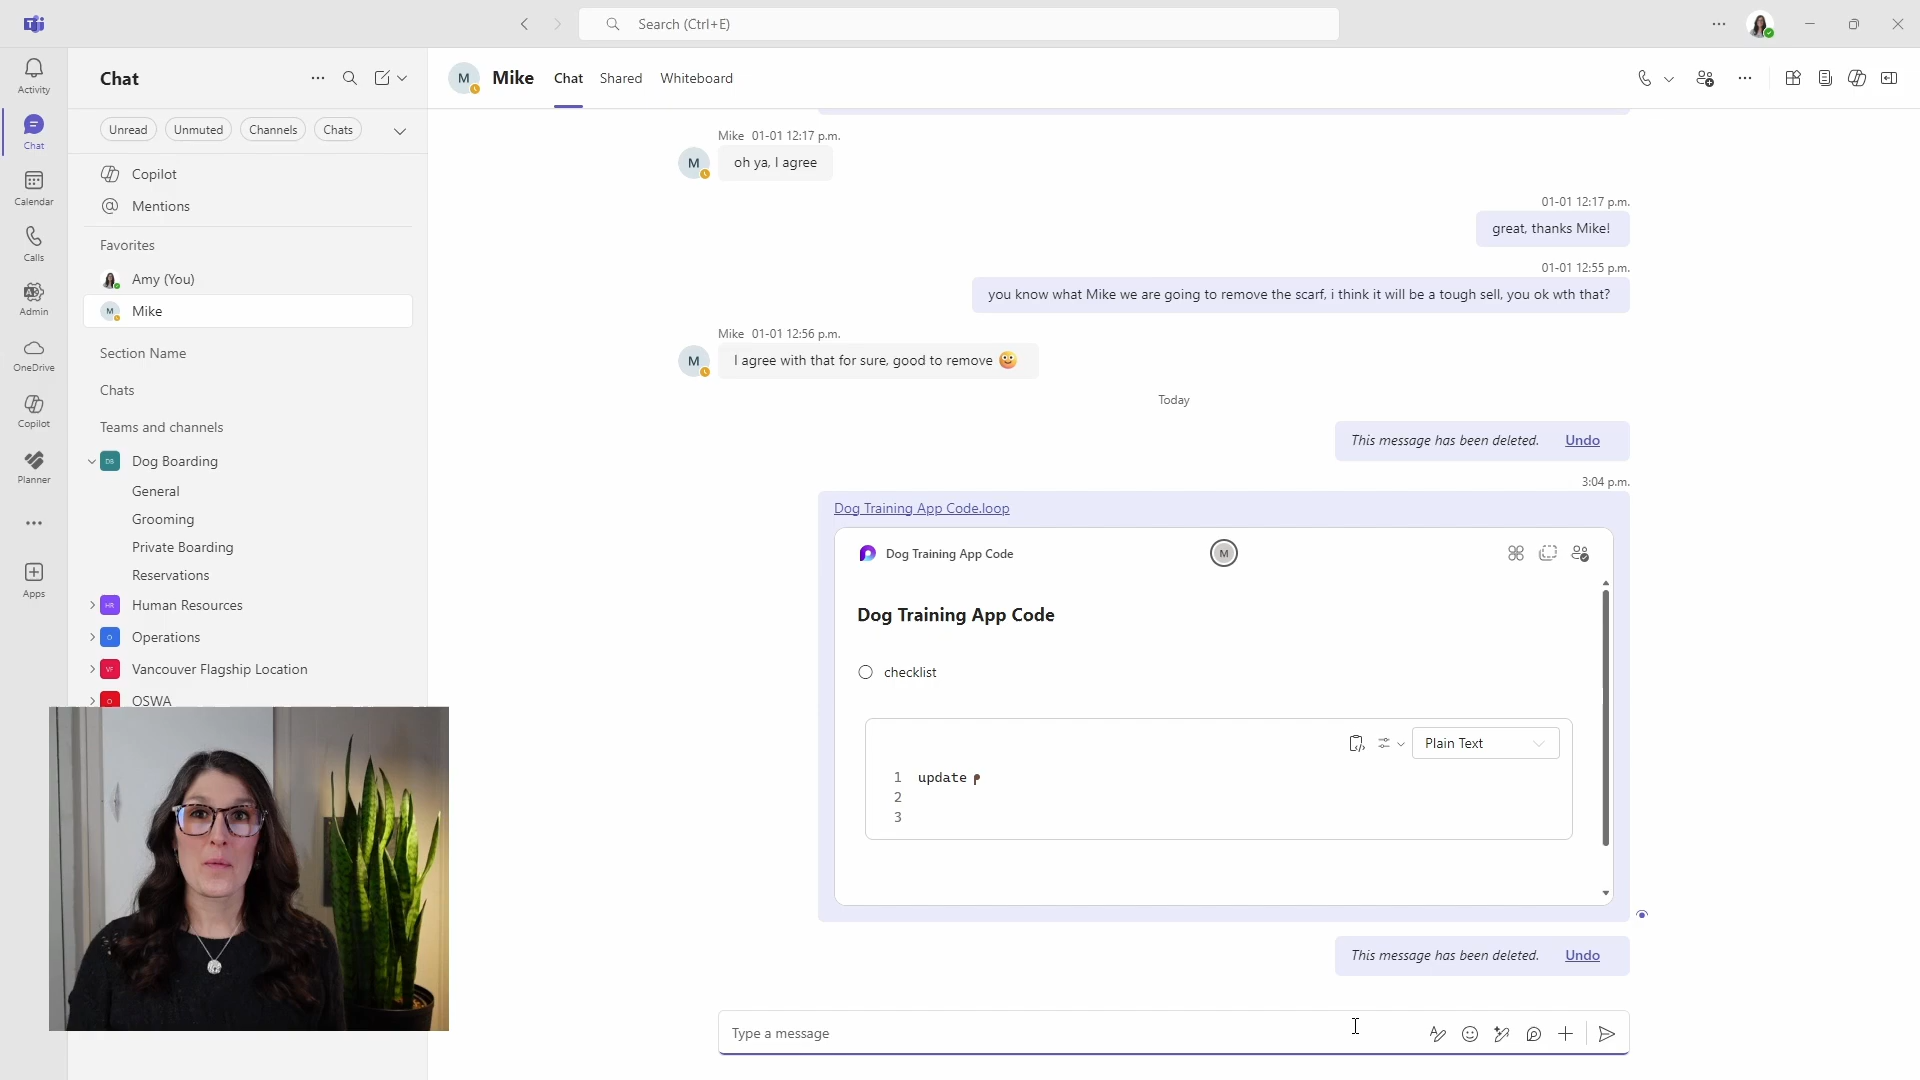 Search (Ctrl+E)
Activity
Chat
Calendar
Calls
Admin
OneDrive
Copilot
Planner
Apps
Chat
Unread
Unmuted
Channels
Chats
Copilot
Mentions
Favorites
Amy (You)
M
Mike
Section Name
Chats
Teams and channels
DB
Dog Boarding
General
Grooming
Private Boarding
Reservations
HR
Human Resources
O
Operations
VF
Vancouver Flagship Location
O
OSWA
M
Mike
Chat
Shared
Whiteboard
Mike 01-01 12:17 p.m.
M
oh ya, I agree
01-01 12:17 p.m.
great, thanks Mike!
01-01 12:55 p.m.
you know what Mike we are going to remove the scarf, i think it will be a tough sell, you ok wth that?
Mike 01-01 12:56 p.m.
M
I agree with that for sure, good to remove
Today
This message has been deleted. Undo
3:04 p.m.
Dog Training App Code.loop
Dog Training App Code
M
Dog Training App Code
checklist
Plain Text
1 update p
2
3
This message has been deleted. Undo
Type a message